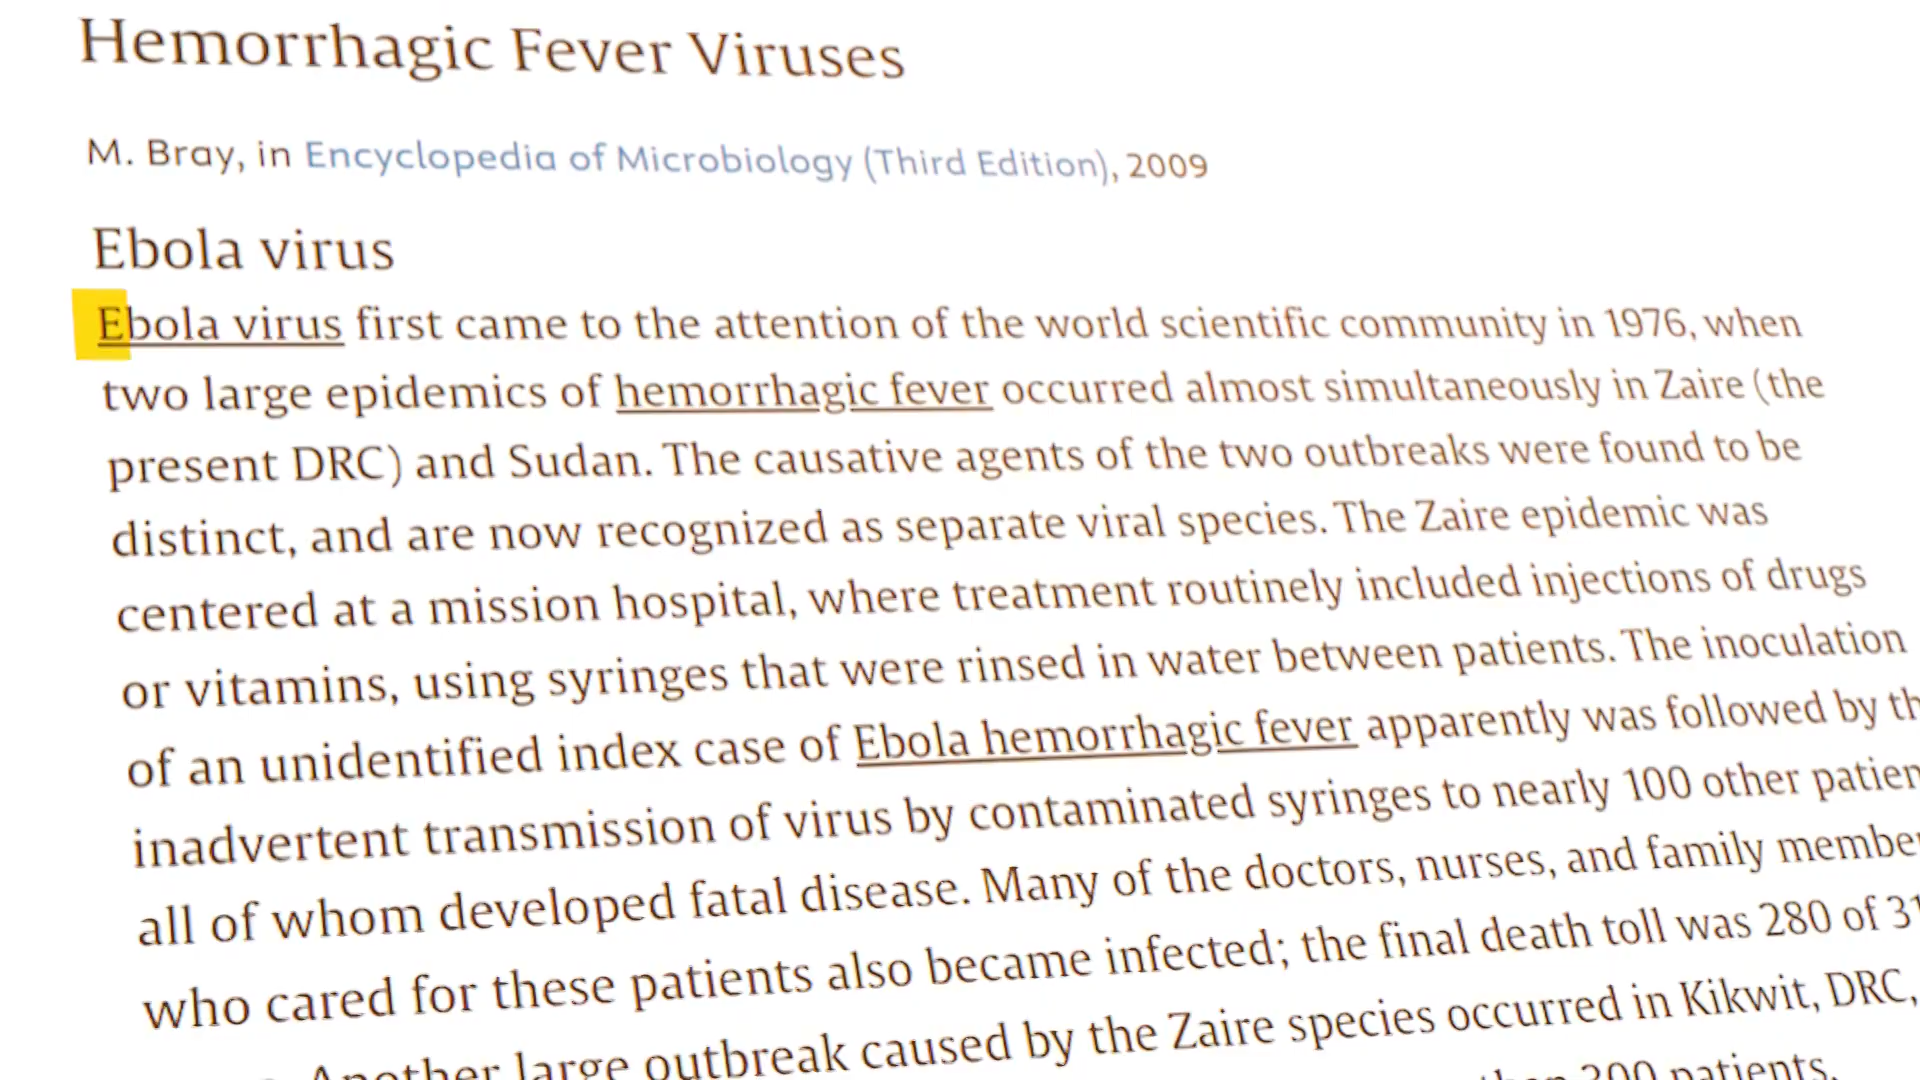 Hemorrhagic Fever Viruses
M. Bray, in Encyclopedia of Microbiology (Third Edition), 2009
Ebola virus
Ebola virus first came to the attention of the world scientific community in 1976, when
two large epidemics of hemorrhagic fever occurred almost simultaneously in Zaire (the
present DRC) and Sudan. The causative agents of the two outbreaks were found to be
distinct, and are now recognized as separate viral species. The Zaire epidemic was
centered at a mission hospital, where treatment routinely included injections of drugs
or vitamins, using syringes that were rinsed in water between patients. The inoculation
of an unidentified index case of Ebola hemorrhagic fever apparently was followed by th
inadvertent transmission of virus by contaminated syringes to nearly 100 other patien
all of whom developed fatal disease. Many of the doctors, nurses, and family member
who cared for these patients also became infected; the final death toll was 280 of 31
Another large outbreak caused by the Zaire species occurred in Kikwit, DRC,
than 300 patients.